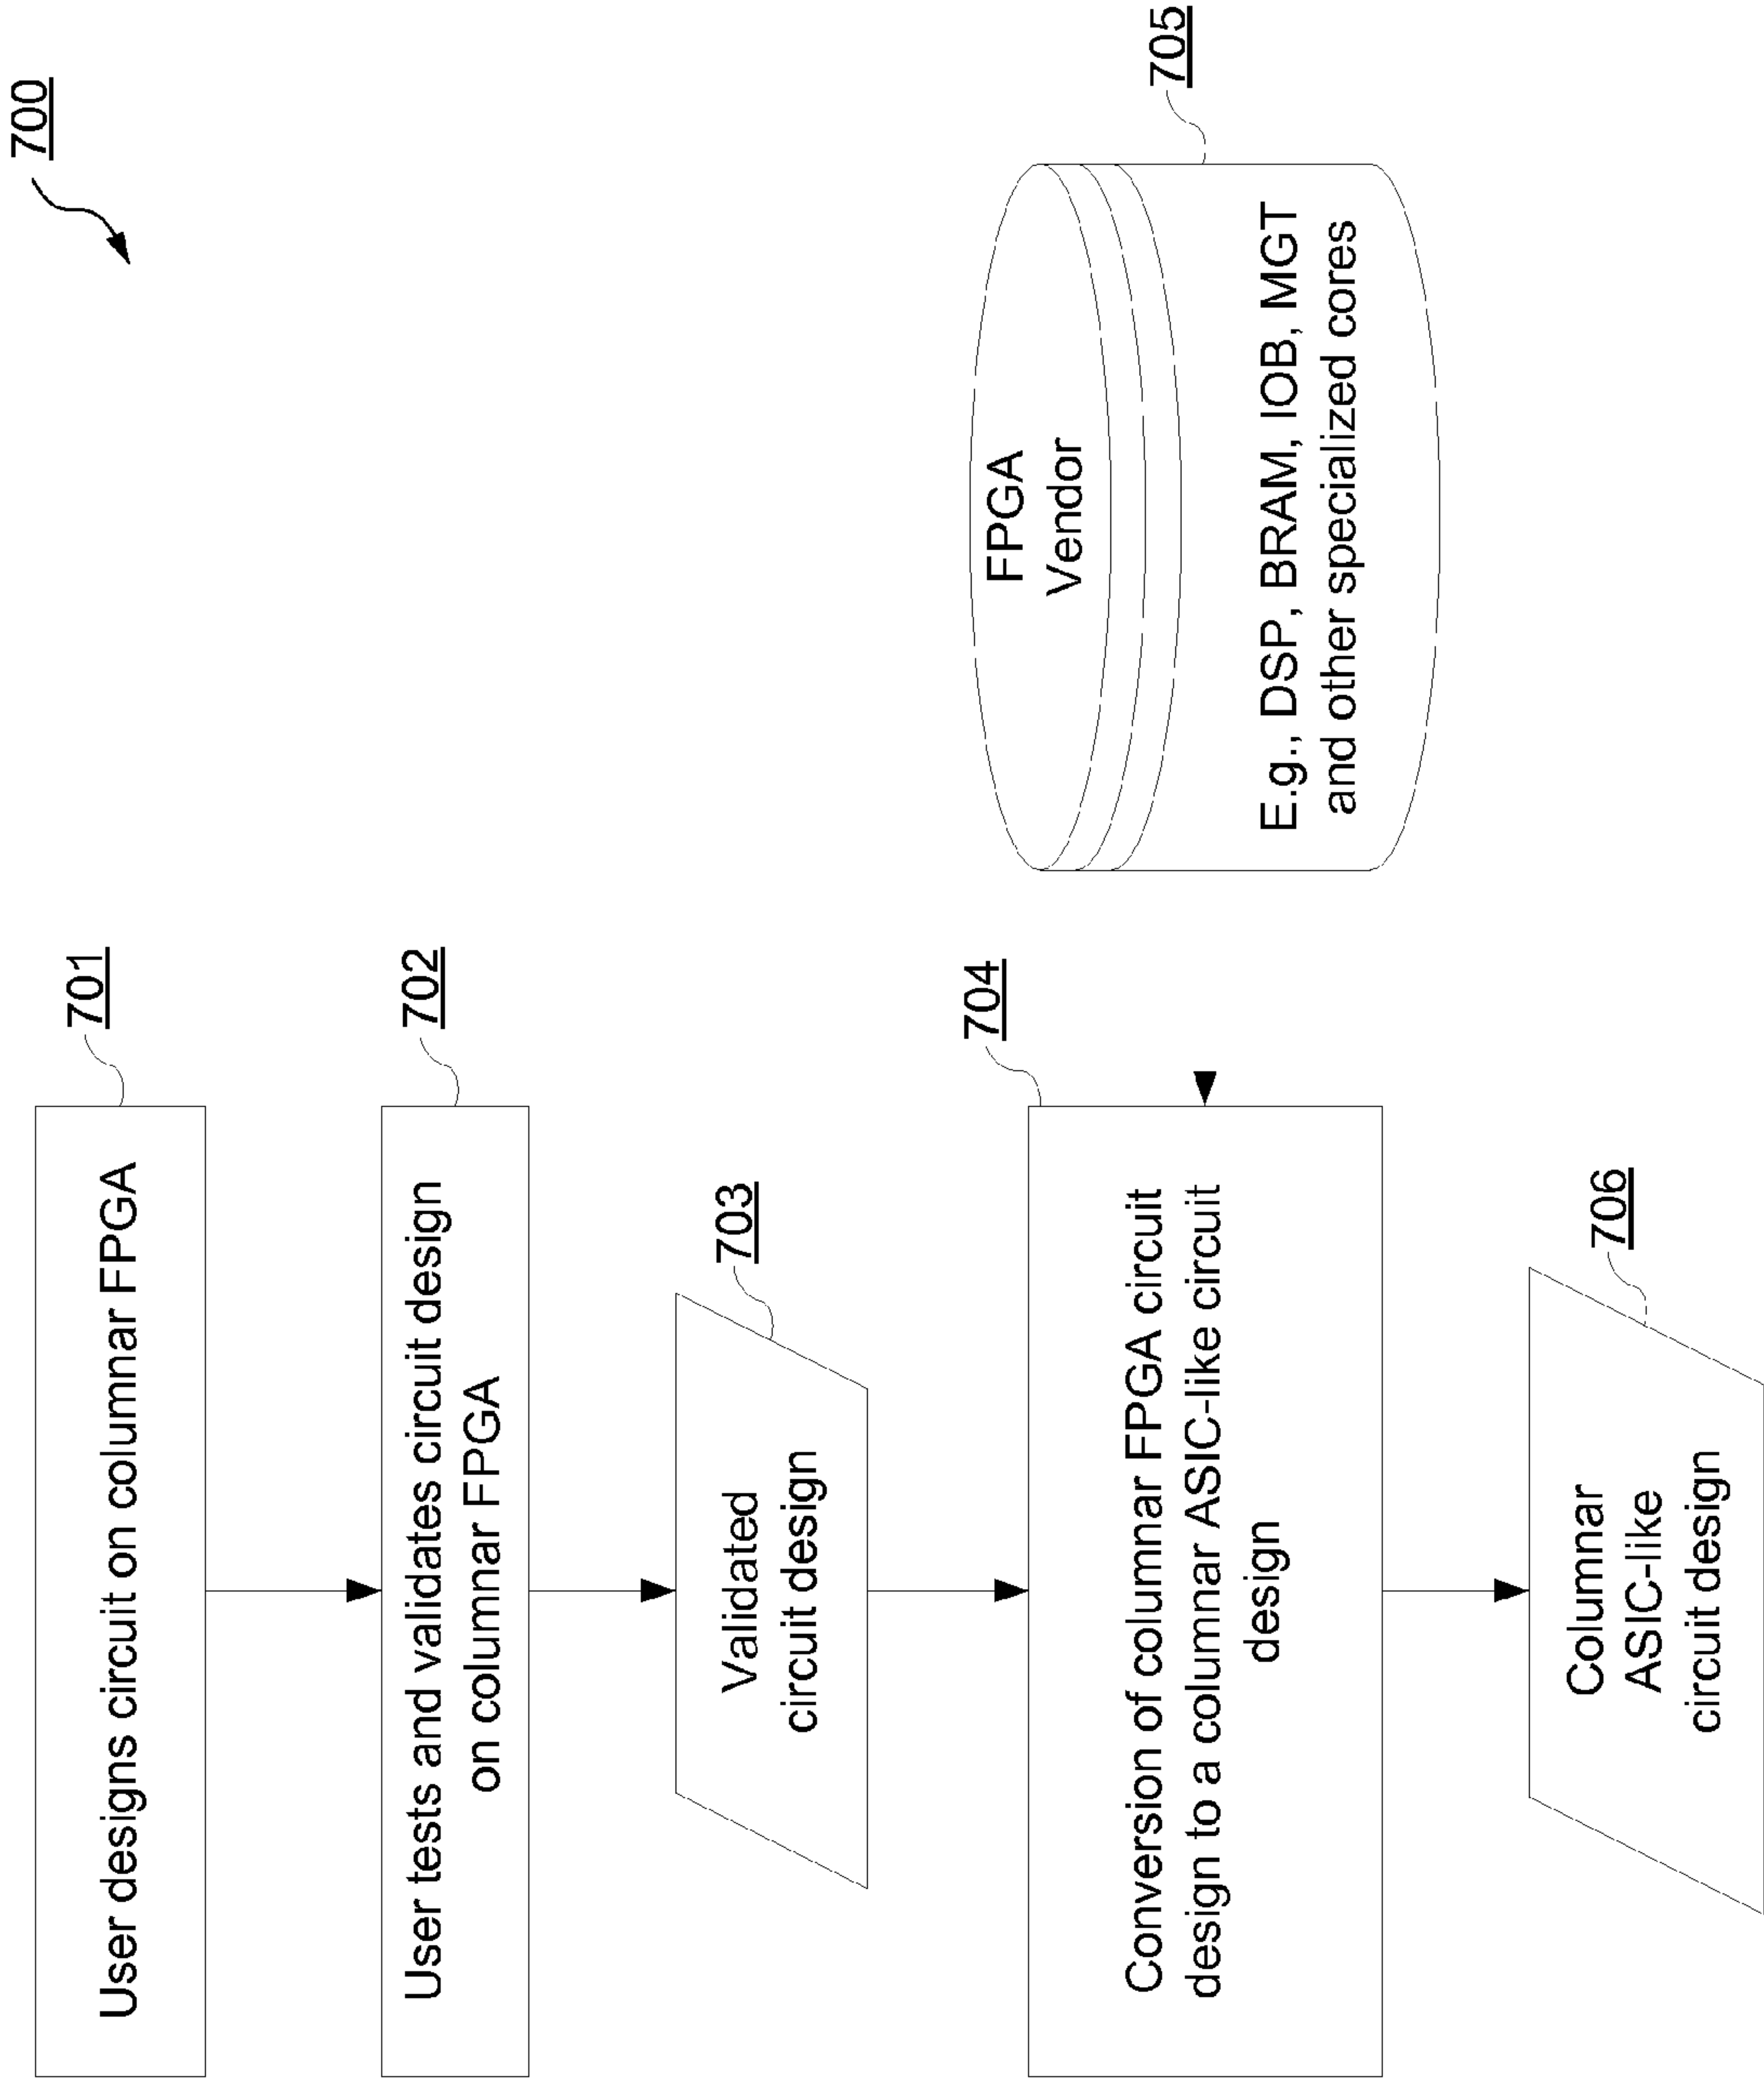 700
User designs circuit on columnar FPGA
701
User tests and validates circuit design
on columnar FPGA
702
Validated
circuit design
703
Conversion of columnar FPGA circuit
design to a columnar ASIC-like circuit
design
704
FPGA
Vendor
E.g., DSP, BRAM, IOB, MGT
and other specialized cores
705
Columnar
ASIC-like
circuit design
706